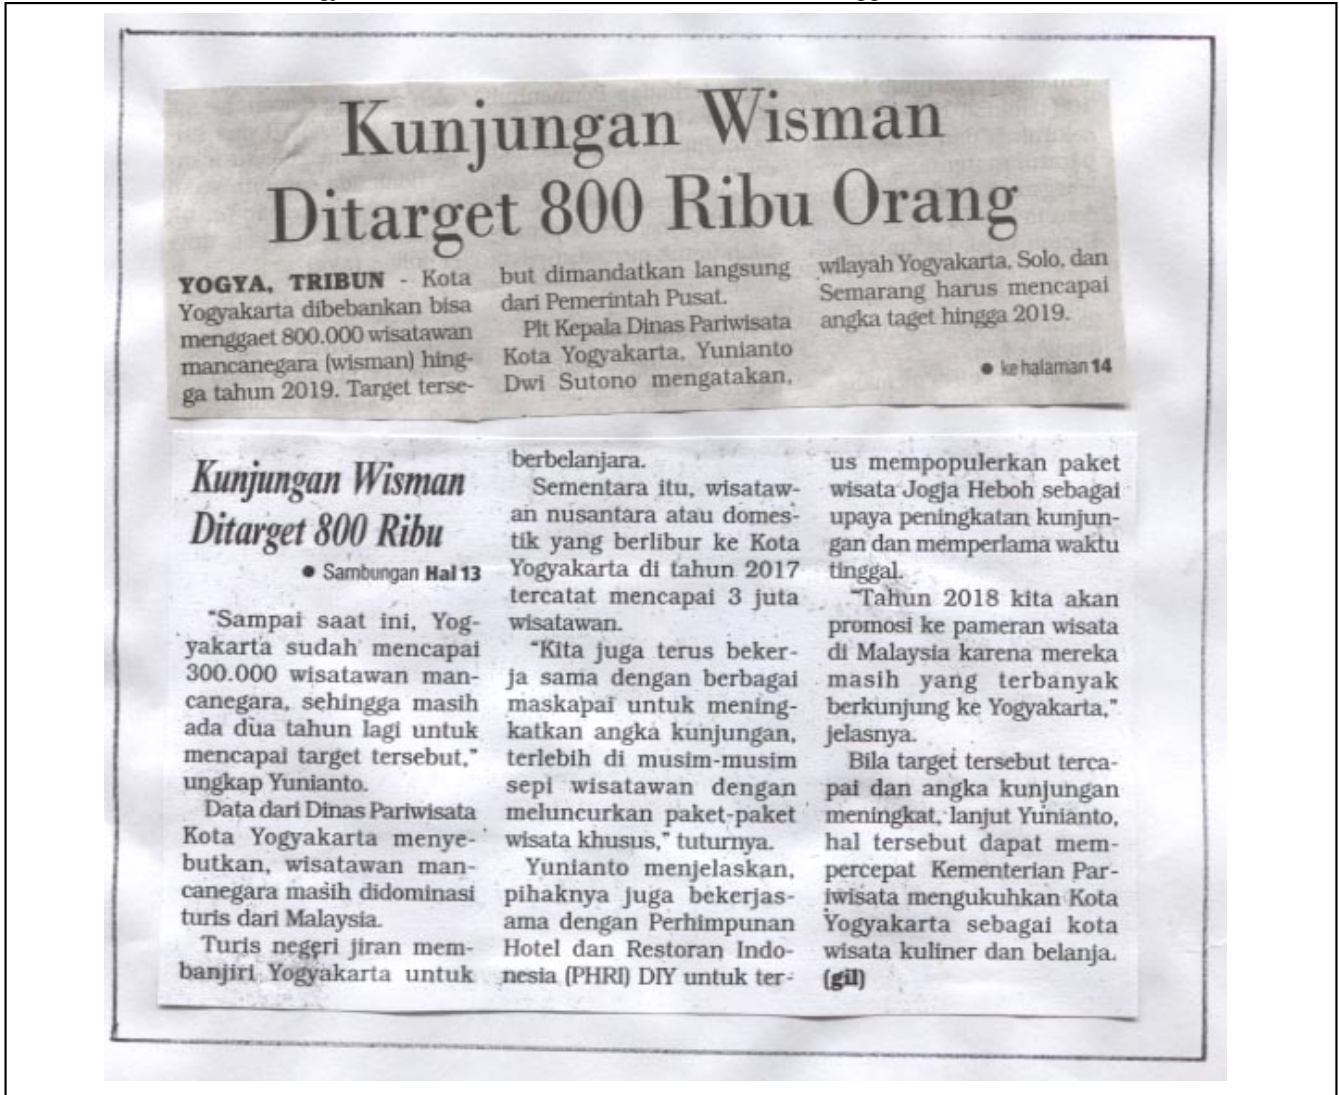 Kunjungan Wisman
Ditarget 800 Ribu Orang
YOGYA, TRIBUN - Kota
Yogyakarta dibebankan bisa
menggaet 800.000 wisatawan
mancanegara (wisman) hing-
ga tahun 2019. Target terse-
but dimandatkan langsung
dari Pemerintah Pusat.
Plt Kepala Dinas Pariwisata
Kota Yogyakarta, Yunianto
Dwi Sutono mengatakan,
wilayah Yogyakarta, Solo, dan
Semarang harus mencapai
angka taget hingga 2019.
● ke halaman 14
Kunjungan Wisman
Ditarget 800 Ribu
● Sambungan Hal 13
"Sampai saat ini, Yog-
yakarta sudah mencapai
300.000 wisatawan man-
canegara, sehingga masih
ada dua tahun lagi untuk
mencapai target tersebut,"
ungkap Yunianto.
Data dari Dinas Pariwisata
Kota Yogyakarta menye-
butkan, wisatawan man-
canegara masih didominasi
turis dari Malaysia.
Turis negeri jiran mem-
banjiri Yogyakarta untuk
berbelanjara.
Sementara itu, wisataw-
an nusantara atau domes-
tik yang berlibur ke Kota
Yogyakarta di tahun 2017
tercatat mencapai 3 juta
wisatawan.
"Kita juga terus beker-
ja sama dengan berbagai
maskapai untuk mening-
katkan angka kunjungan,
terlebih di musim-musim
sepi wisatawan dengan
meluncurkan paket-paket
wisata khusus," tuturnya.
Yunianto menjelaskan,
pihaknya juga bekerjas-
ama dengan Perhimpunan
Hotel dan Restoran Indo-
nesia (PHRI) DIY untuk ter-
us mempopulerkan paket
wisata Jogja Heboh sebagai
upaya peningkatan kunjun-
gan dan memperlama waktu
tinggal.
"Tahun 2018 kita akan
promosi ke pameran wisata
di Malaysia karena mereka
masih yang terbanyak
berkunjung ke Yogyakarta,"
jelasnya.
Bila target tersebut terca-
pai dan angka kunjungan
meningkat, lanjut Yunianto,
hal tersebut dapat mem-
percepat Kementerian Par-
iwisata mengukuhkan Kota
Yogyakarta sebagai kota
wisata kuliner dan belanja.
(gil)